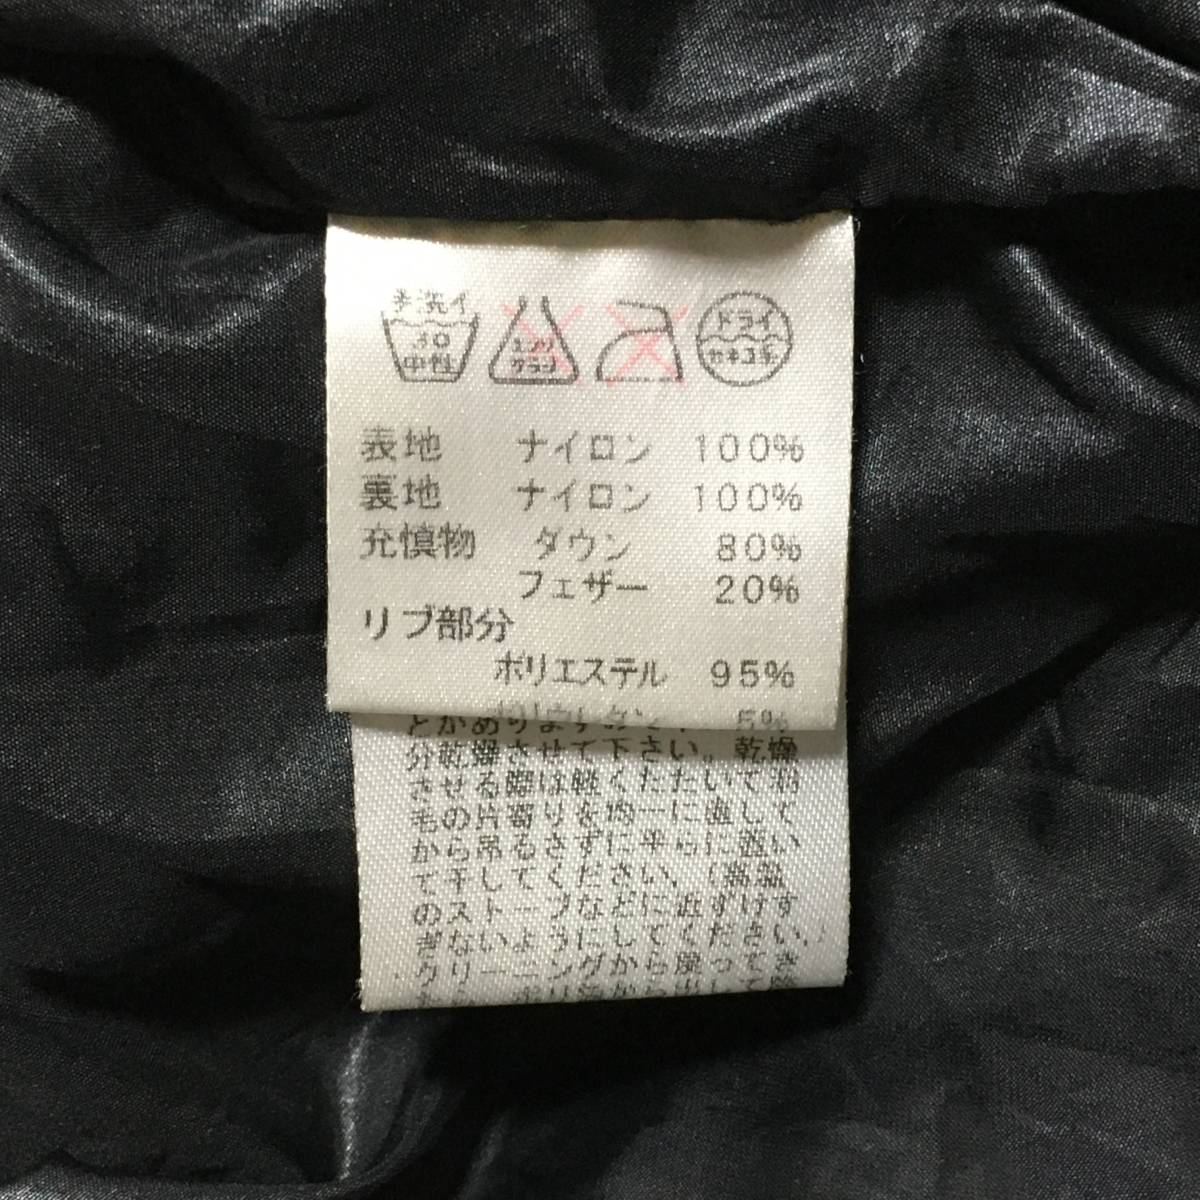 手洗イ
30
中性
エンソ
サラシ
ドライ
セキユ系
表地 ナイロン 100%
裏地 ナイロン 100%
充慎物 ダウン 80%
フェザー 20%
リブ部分
ポリエステル 95%
5%
分乾燥させて下さい。乾燥
させる際は軽くたたいて羽
毛の片寄りを均一に直して
から吊るさずに平らに置い
て干してください。(高温
のストーブなどに近ずけす
ぎないようにしてください。
クリーニングから戻ってき